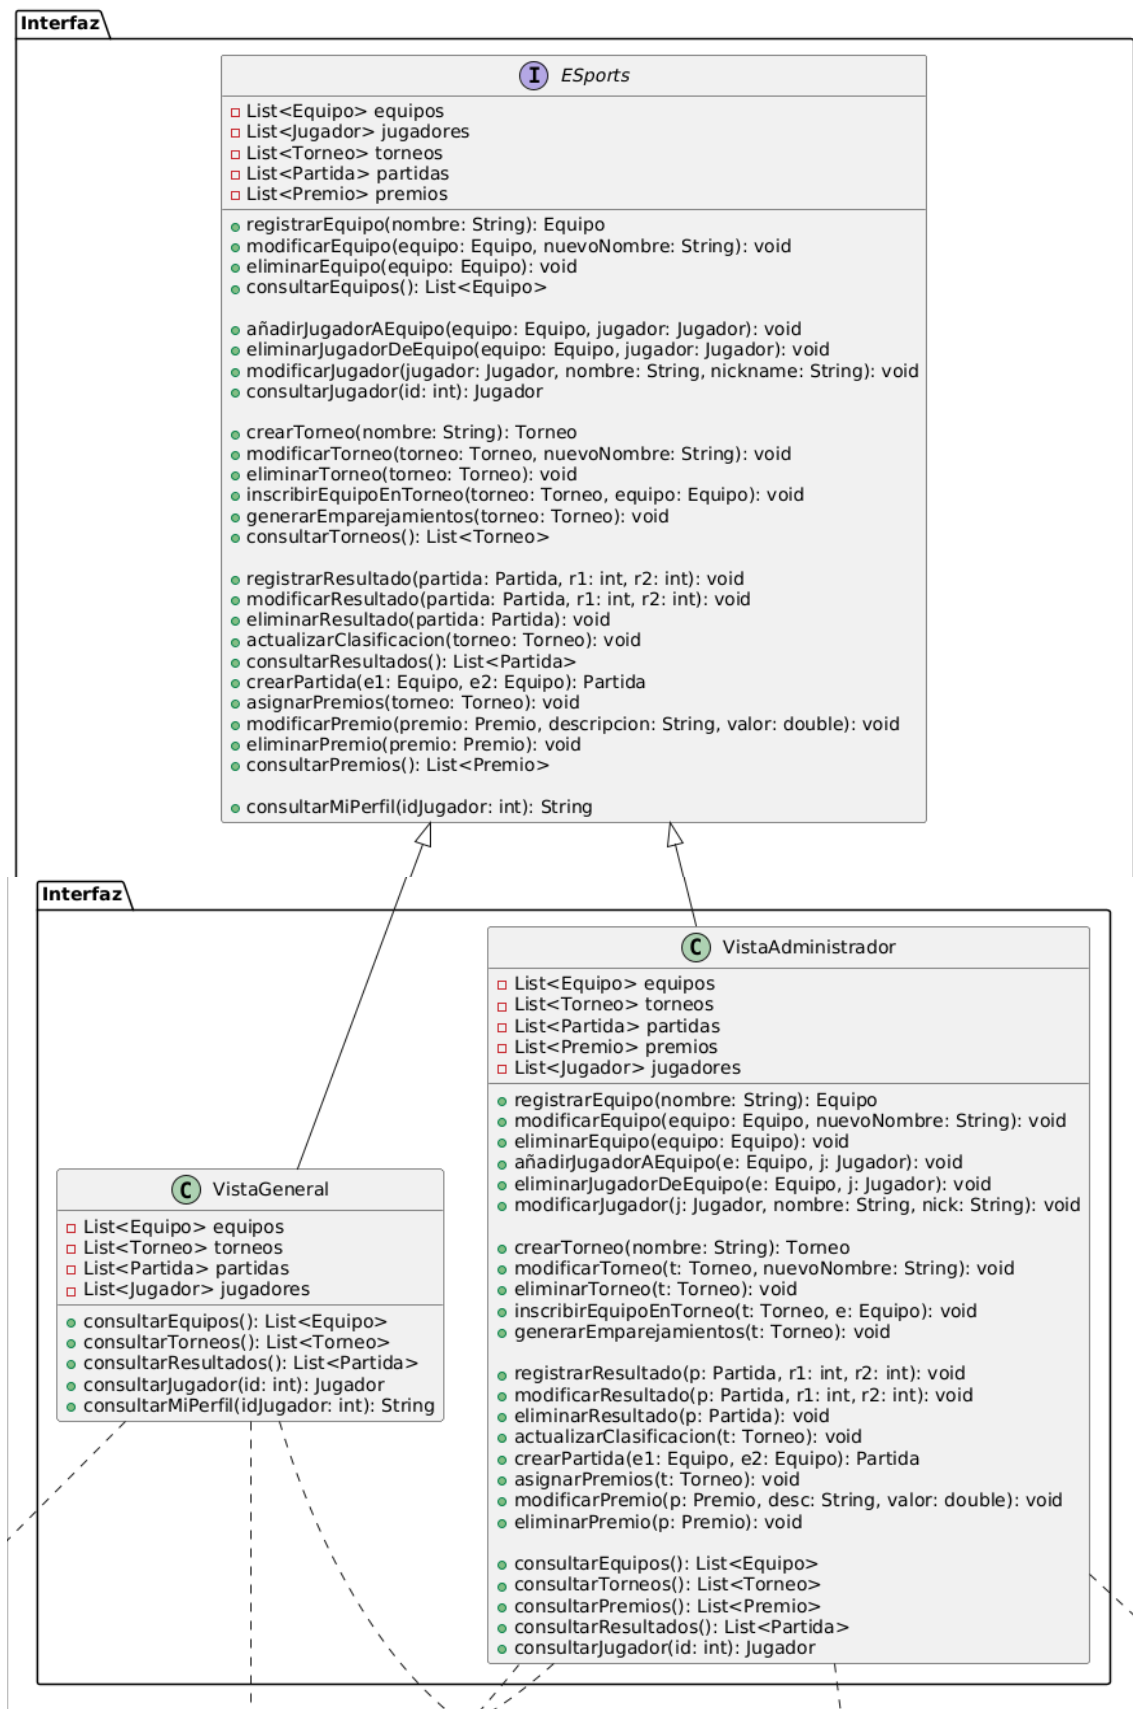 Interfaz
I ESports
List<Equipo> equipos
List<Jugador> jugadores
List<Torneo> torneos
List<Partida> partidas
List<Premio> premios
registrarEquipo(nombre: String): Equipo
modificarEquipo(equipo: Equipo, nuevoNombre: String): void
eliminarEquipo(equipo: Equipo): void
consultarEquipos(): List<Equipo>
añadirJugadorAEquipo(equipo: Equipo, jugador: Jugador): void
eliminarJugadorDeEquipo(equipo: Equipo, jugador: Jugador): void
modificarJugador(jugador: Jugador, nombre: String, nickname: String): void
consultarJugador(id: int): Jugador
crearTorneo(nombre: String): Torneo
modificarTorneo(torneo: Torneo, nuevoNombre: String): void
eliminarTorneo(torneo: Torneo): void
inscribirEquipoEnTorneo(torneo: Torneo, equipo: Equipo): void
generarEmparejamientos(torneo: Torneo): void
consultarTorneos(): List<Torneo>
registrarResultado(partida: Partida, r1: int, r2: int): void
modificarResultado(partida: Partida, r1: int, r2: int): void
eliminarResultado(partida: Partida): void
actualizarClasificacion(torneo: Torneo): void
consultarResultados(): List<Partida>
crearPartida(e1: Equipo, e2: Equipo): Partida
asignarPremios(torneo: Torneo): void
modificarPremio(premio: Premio, descripcion: String, valor: double): void
eliminarPremio(premio: Premio): void
consultarPremios(): List<Premio>
consultarMiPerfil(idJugador: int): String
Interfaz
C VistaAdministrador
List<Equipo> equipos
List<Torneo> torneos
List<Partida> partidas
List<Premio> premios
List<Jugador> jugadores
registrarEquipo(nombre: String): Equipo
modificarEquipo(equipo: Equipo, nuevoNombre: String): void
eliminarEquipo(equipo: Equipo): void
añadirJugadorAEquipo(e: Equipo, j: Jugador): void
eliminarJugadorDeEquipo(e: Equipo, j: Jugador): void
modificarJugador(j: Jugador, nombre: String, nick: String): void
crearTorneo(nombre: String): Torneo
modificarTorneo(t: Torneo, nuevoNombre: String): void
eliminarTorneo(t: Torneo): void
inscribirEquipoEnTorneo(t: Torneo, e: Equipo): void
generarEmparejamientos(t: Torneo): void
registrarResultado(p: Partida, r1: int, r2: int): void
modificarResultado(p: Partida, r1: int, r2: int): void
eliminarResultado(p: Partida): void
actualizarClasificacion(t: Torneo): void
crearPartida(e1: Equipo, e2: Equipo): Partida
asignarPremios(t: Torneo): void
modificarPremio(p: Premio, desc: String, valor: double): void
eliminarPremio(p: Premio): void
consultarEquipos(): List<Equipo>
consultarTorneos(): List<Torneo>
consultarPremios(): List<Premio>
consultarResultados(): List<Partida>
consultarJugador(id: int): Jugador
C VistaGeneral
List<Equipo> equipos
List<Torneo> torneos
List<Partida> partidas
List<Jugador> jugadores
consultarEquipos(): List<Equipo>
consultarTorneos(): List<Torneo>
consultarResultados(): List<Partida>
consultarJugador(id: int): Jugador
consultarMiPerfil(idJugador: int): String